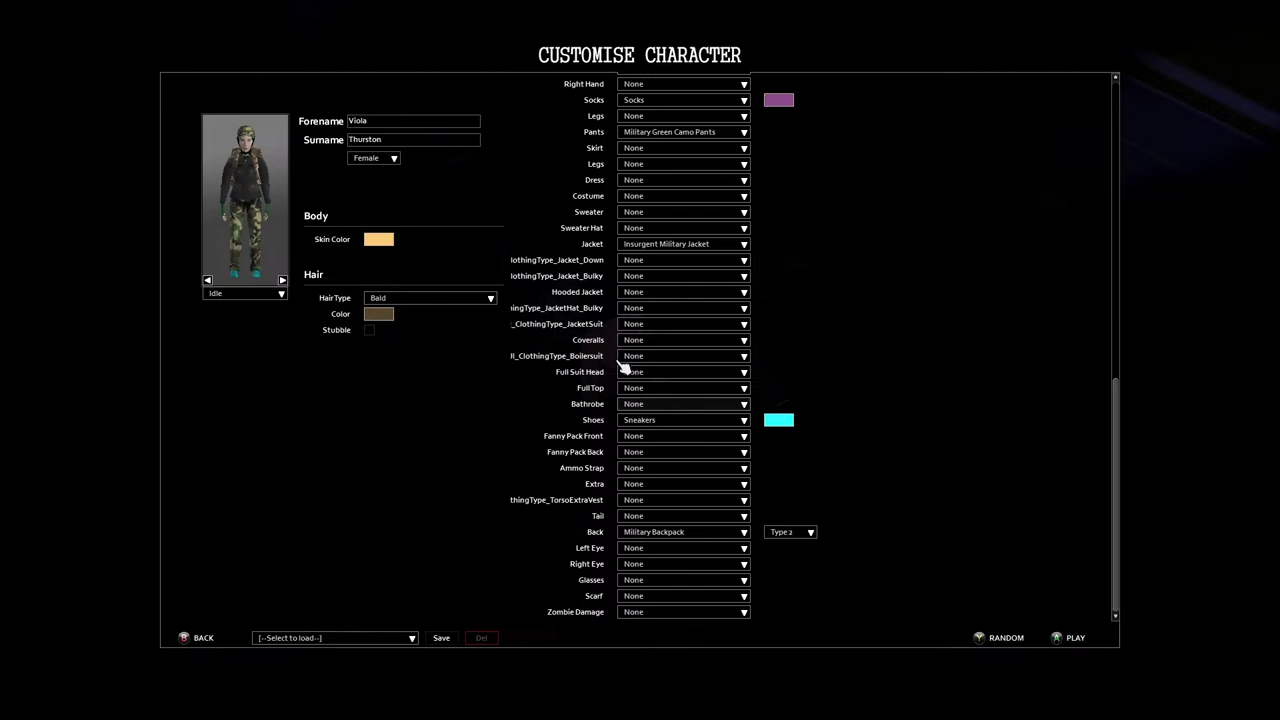 CUSTOMISE CHARACTER
Forename Viola
Surname Thurston
Female
Idle
Body
Skin Color
Hair
HairType Bald
Color
Stubble
Right Hand None
Socks Socks
Legs None
Pants Military Green Camo Pants
Skirt None
Legs None
Dress None
Costume None
Sweater None
Sweater Hat None
Jacket Insurgent Military Jacket
lothingType_Jacket_Down None
lothingType_Jacket_Bulky None
Hooded Jacket None
ingType_JacketHat_Bulky None
_ClothingType_JacketSuit None
Coveralls None
I_ClothingType_Boilersuit None
Full Suit Head None
Full Top None
Bathrobe None
Shoes Sneakers
Fanny Pack Front None
Fanny Pack Back None
Ammo Strap None
Extra None
thingType_TorsoExtraVest None
Tail None
Back Military Backpack Type 2
Left Eye None
Right Eye None
Glasses None
Scarf None
Zombie Damage None
B BACK [--Select to load--] Save Del Y RANDOM A PLAY